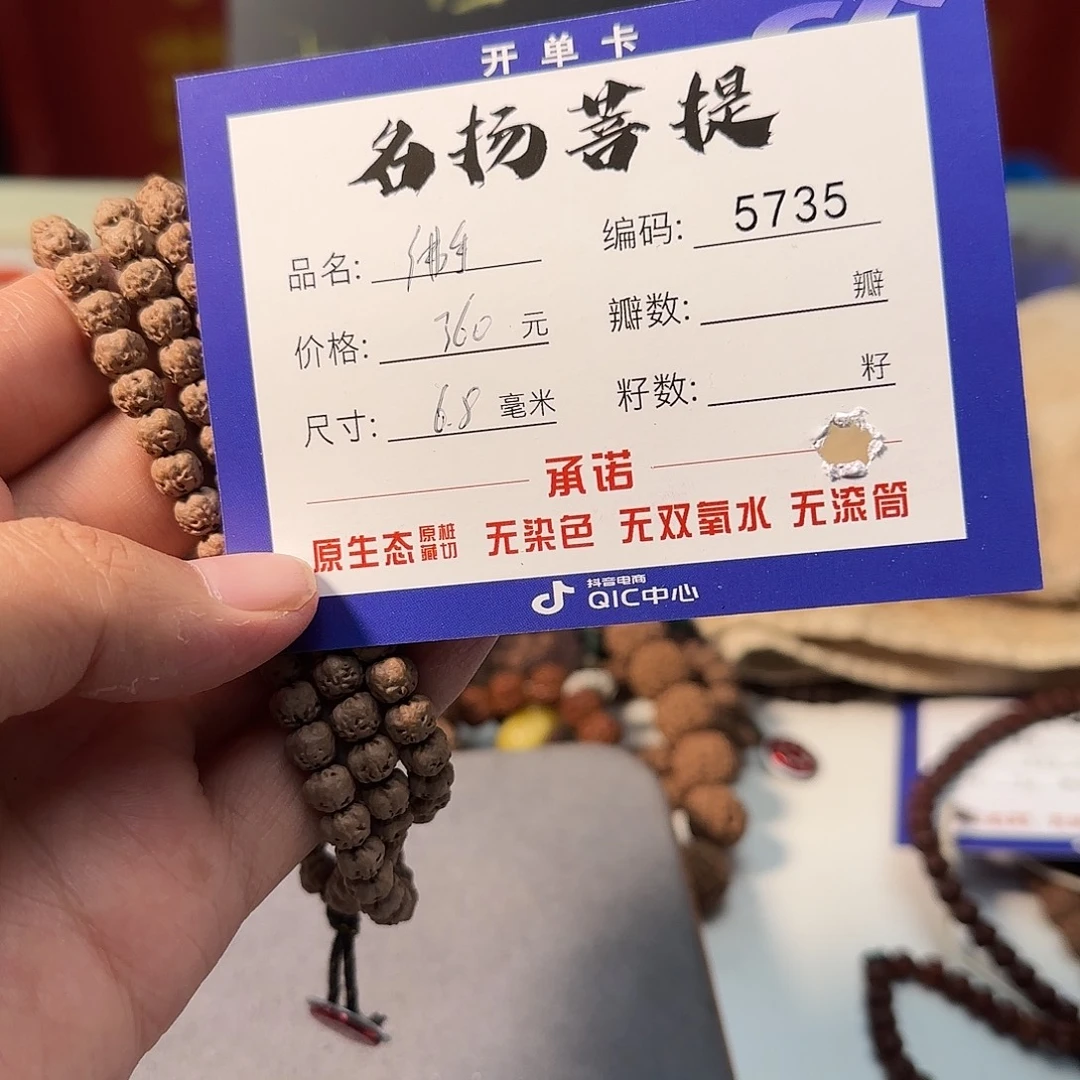 开单卡
名扬菩提
品名: 佛手 编码: 5735
价格: 360 元 瓣数: 瓣
尺寸: 6.8 毫米 籽数: 籽
承诺
原生态 原桩藏切 无染色 无双氧水 无滚筒
抖音电商
QIC中心